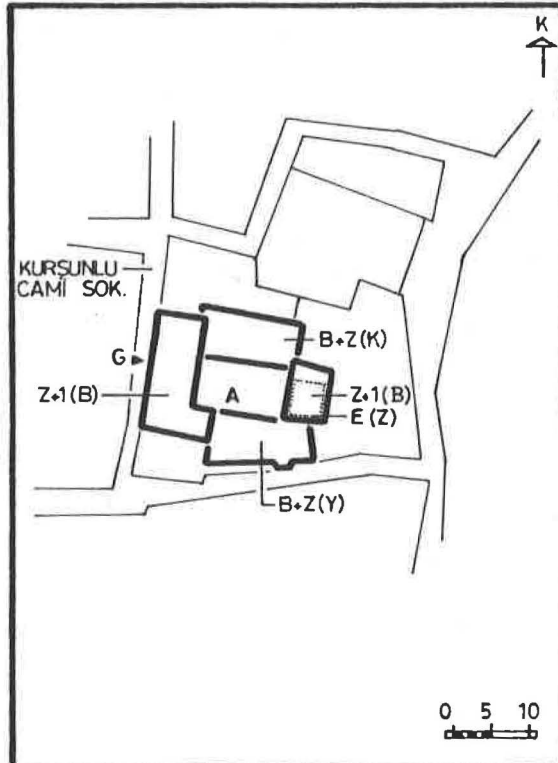 K
KURŞUNLU
CAMİ SOK.
B+Z(K)
G
Z+1(B)
A
Z+1(B)
E(Z)
B+Z(Y)
0 5 10